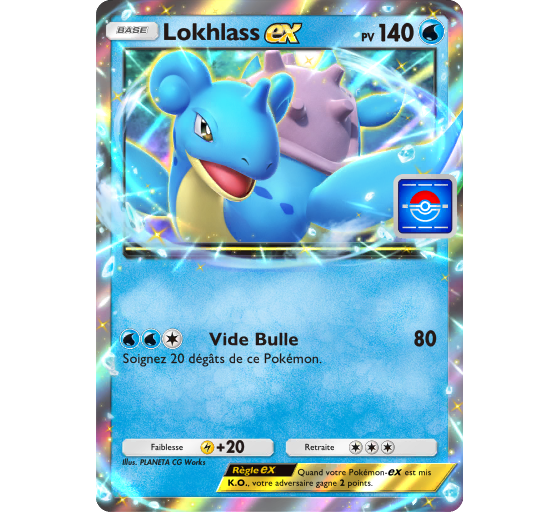 BASE Lokhlass ex PV 140
Vide Bulle 80
Soignez 20 dégâts de ce Pokémon.
Faiblesse +20 Retraite
Illus. PLANETA CG Works
Règle ex Quand votre Pokémon-ex est mis
K.O., votre adversaire gagne 2 points.